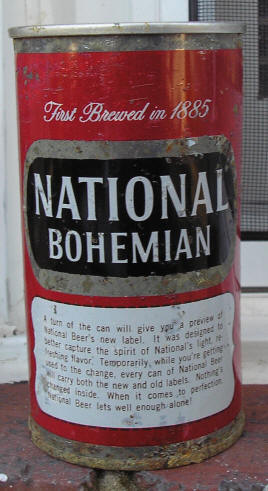 First Brewed in 1885
NATIONAL
BOHEMIAN
A turn of the can will give you a preview of
National Beer's new label. It was designed to
better capture the spirit of National's light, re-
freshing flavor. Temporarily, while you're getting
used to the change, every can of National Beer
will carry both the new and old labels. Nothing's
changed inside. When it comes to perfection,
National Beer lets well enough alone!